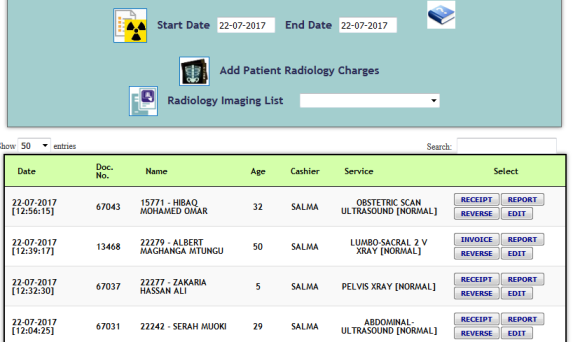 Start Date 22-07-2017 End Date 22-07-2017
Add Patient Radiology Charges
Radiology Imaging List
Show 50 entries Search:
Date Doc. No. Name Age Cashier Service Select
22-07-2017 [12:56:15] 67043 15771 - HIBAQ MOHAMED OMAR 32 SALMA OBSTETRIC SCAN ULTRASOUND [NORMAL] RECEIPT REPORT REVERSE EDIT
22-07-2017 [12:39:17] 13468 22279 - ALBERT MAGHANGA MTUNGU 50 SALMA LUMBO-SACRAL 2 V XRAY [NORMAL] INVOICE REPORT REVERSE EDIT
22-07-2017 [12:32:30] 67037 22277 - ZAKARIA HASSAN ALI 5 SALMA PELVIS XRAY [NORMAL] RECEIPT REPORT REVERSE EDIT
22-07-2017 [12:04:25] 67031 22242 - SERAH MUOKI 29 SALMA ABDOMINAL- ULTRASOUND [NORMAL] RECEIPT REPORT REVERSE EDIT